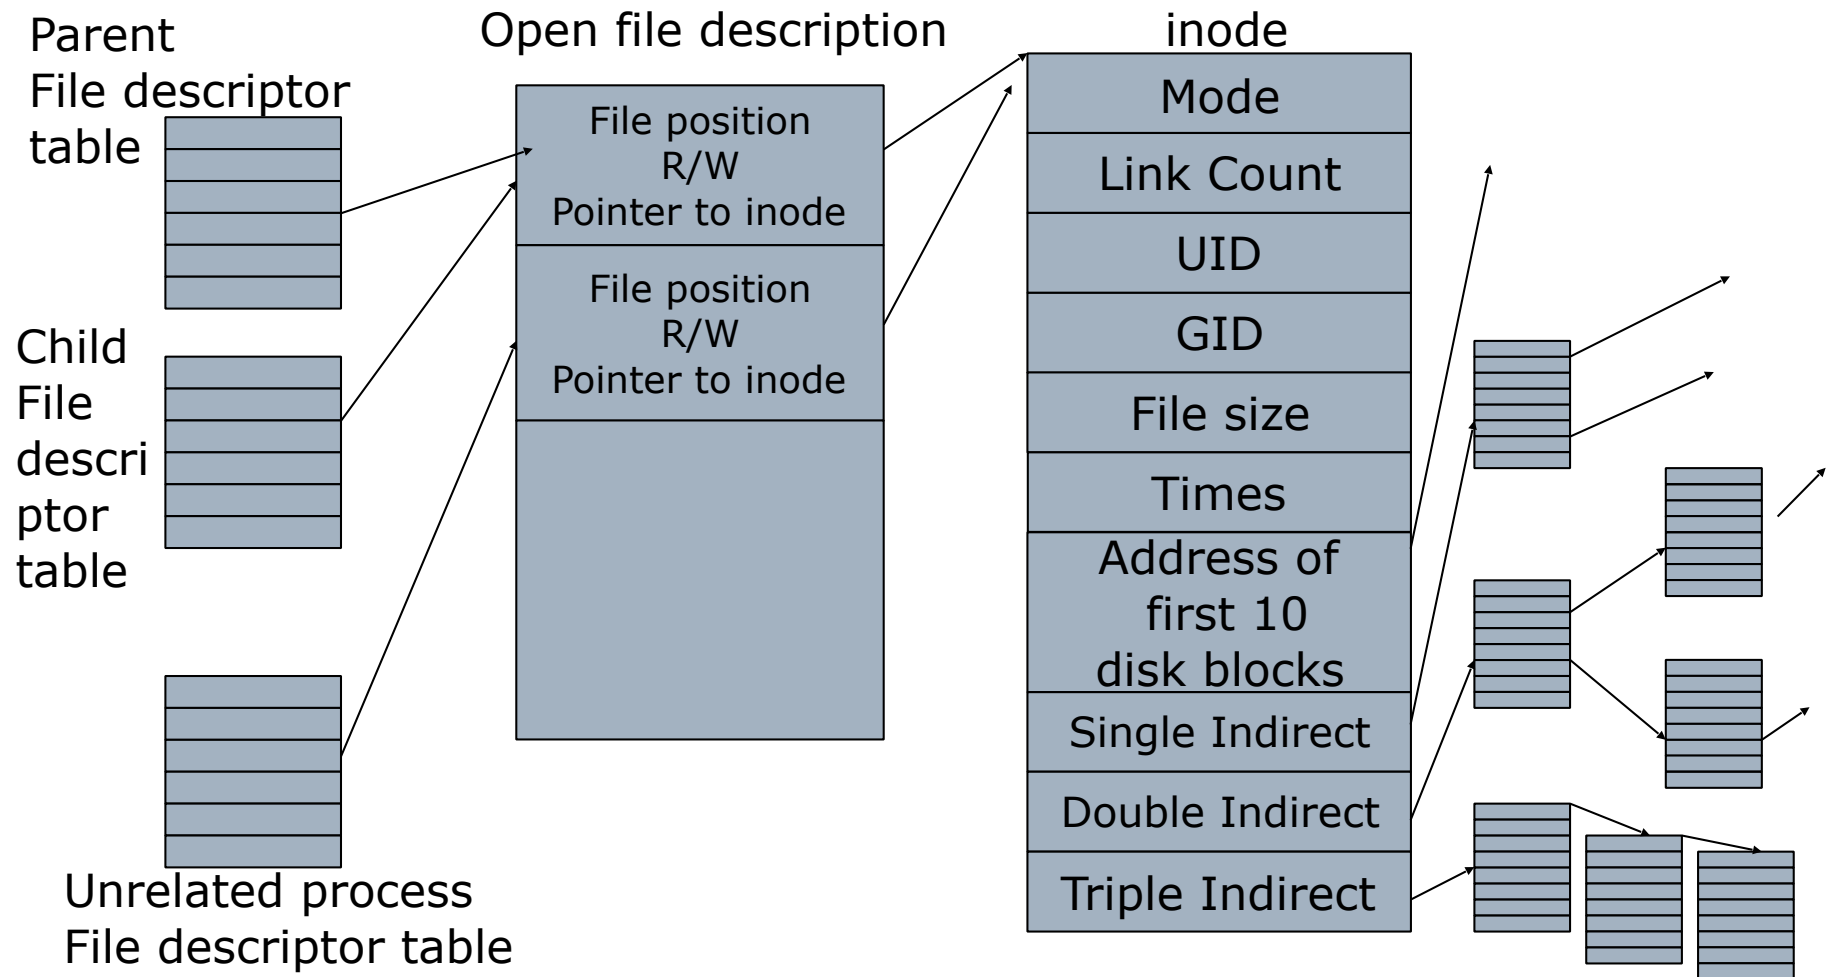 Parent
File descriptor
table
Child
File
descri
ptor
table
Unrelated process
File descriptor table
Open file description
File position
R/W
Pointer to inode
File position
R/W
Pointer to inode
inode
Mode
Link Count
UID
GID
File size
Times
Address of
first 10
disk blocks
Single Indirect
Double Indirect
Triple Indirect